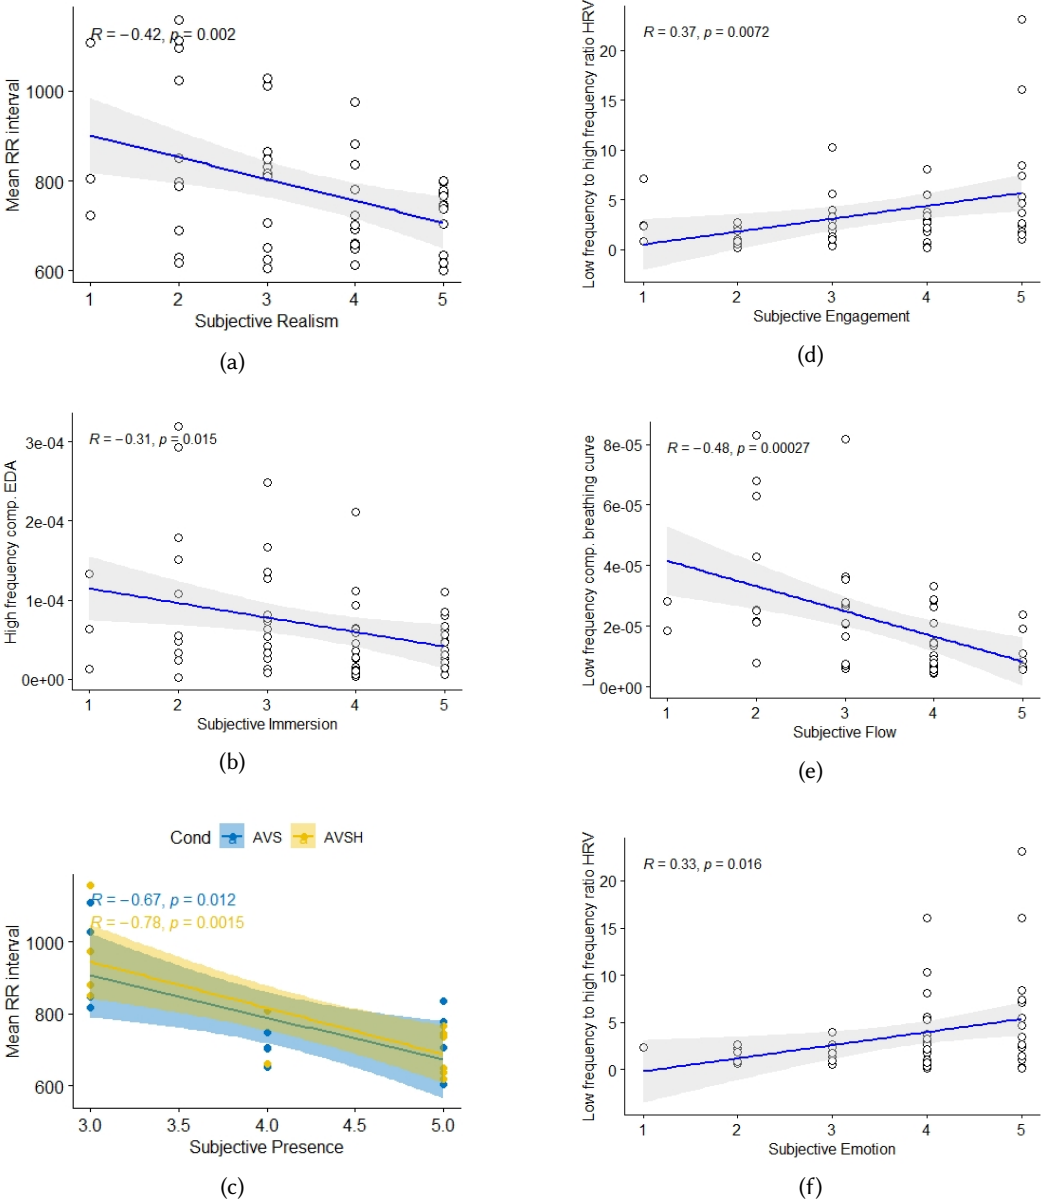 R = −0.42, p = 0.002
Mean RR interval
1000
800
600
1 2 3 4 5
Subjective Realism
(a)
R = 0.37, p = 0.0072
Low frequency to high frequency ratio HRV
20
15
10
5
0
1 2 3 4 5
Subjective Engagement
(d)
R = −0.31, p = 0.015
High frequency comp. EDA
3e-04
2e-04
1e-04
0e+00
1 2 3 4 5
Subjective Immersion
(b)
R = −0.48, p = 0.00027
Low frequency comp. breathing curve
8e-05
6e-05
4e-05
2e-05
0e+00
1 2 3 4 5
Subjective Flow
(e)
Cond AVS AVSH
R = −0.67, p = 0.012
R = −0.78, p = 0.0015
Mean RR interval
1000
800
600
3.0 3.5 4.0 4.5 5.0
Subjective Presence
(c)
R = 0.33, p = 0.016
Low frequency to high frequency ratio HRV
20
15
10
5
0
1 2 3 4 5
Subjective Emotion
(f)